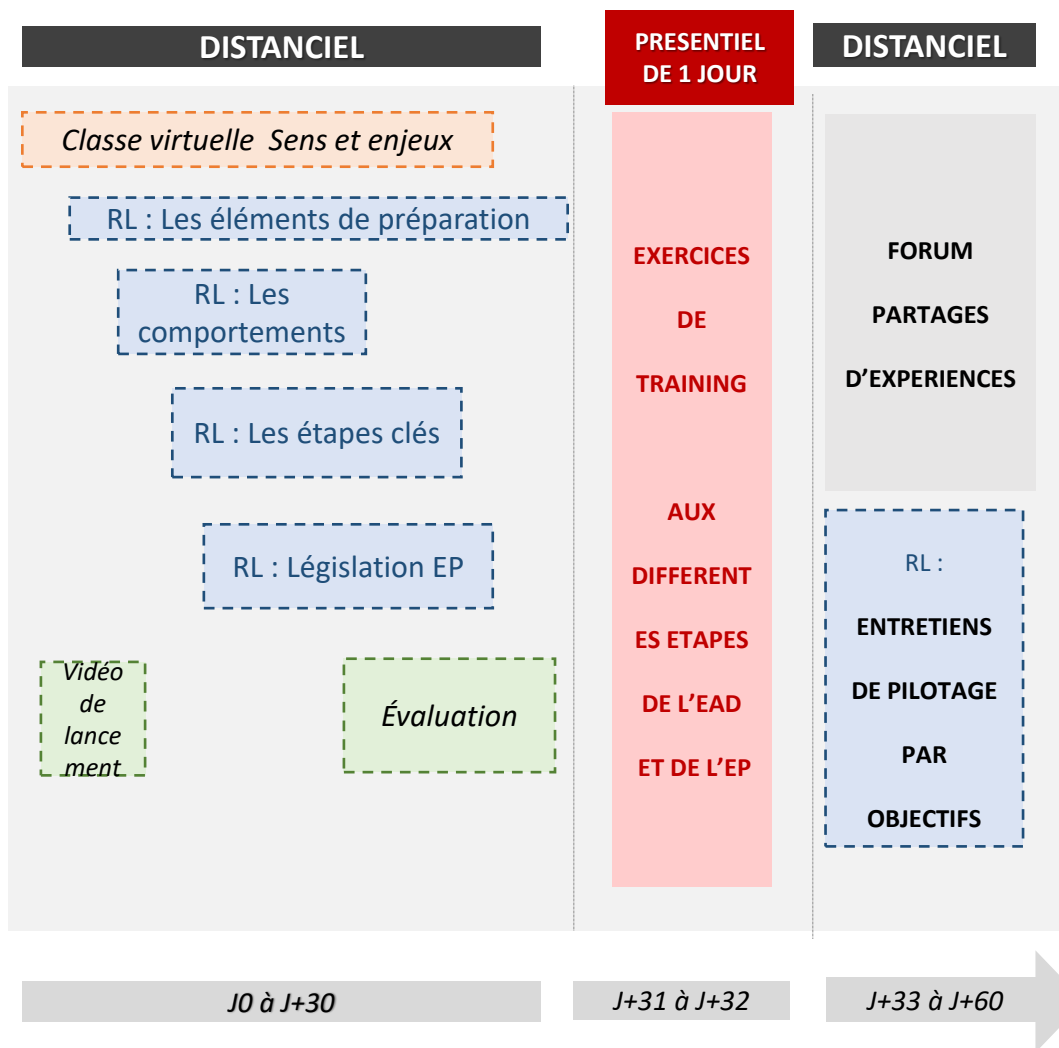 DISTANCIEL
PRESENTIEL
DE 1 JOUR
DISTANCIEL
Classe virtuelle  Sens et enjeux
RL : Les éléments de préparation
RL : Les
comportements
RL : Les étapes clés
RL : Législation EP
Vidéo
de
lance
ment
Évaluation
EXERCICES
DE
TRAINING
AUX
DIFFERENT
ES ETAPES
DE L’EAD
ET DE L’EP
FORUM
PARTAGES
D’EXPERIENCES
RL :
ENTRETIENS
DE PILOTAGE
PAR
OBJECTIFS
J0 à J+30
J+31 à J+32
J+33 à J+60